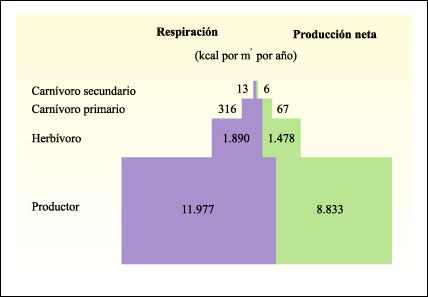 Respiración Producción neta
(kcal por m² por año)
Carnívoro secundario 13 6
Carnívoro primario 316 67
Herbívoro 1.890 1.478
Productor 11.977 8.833